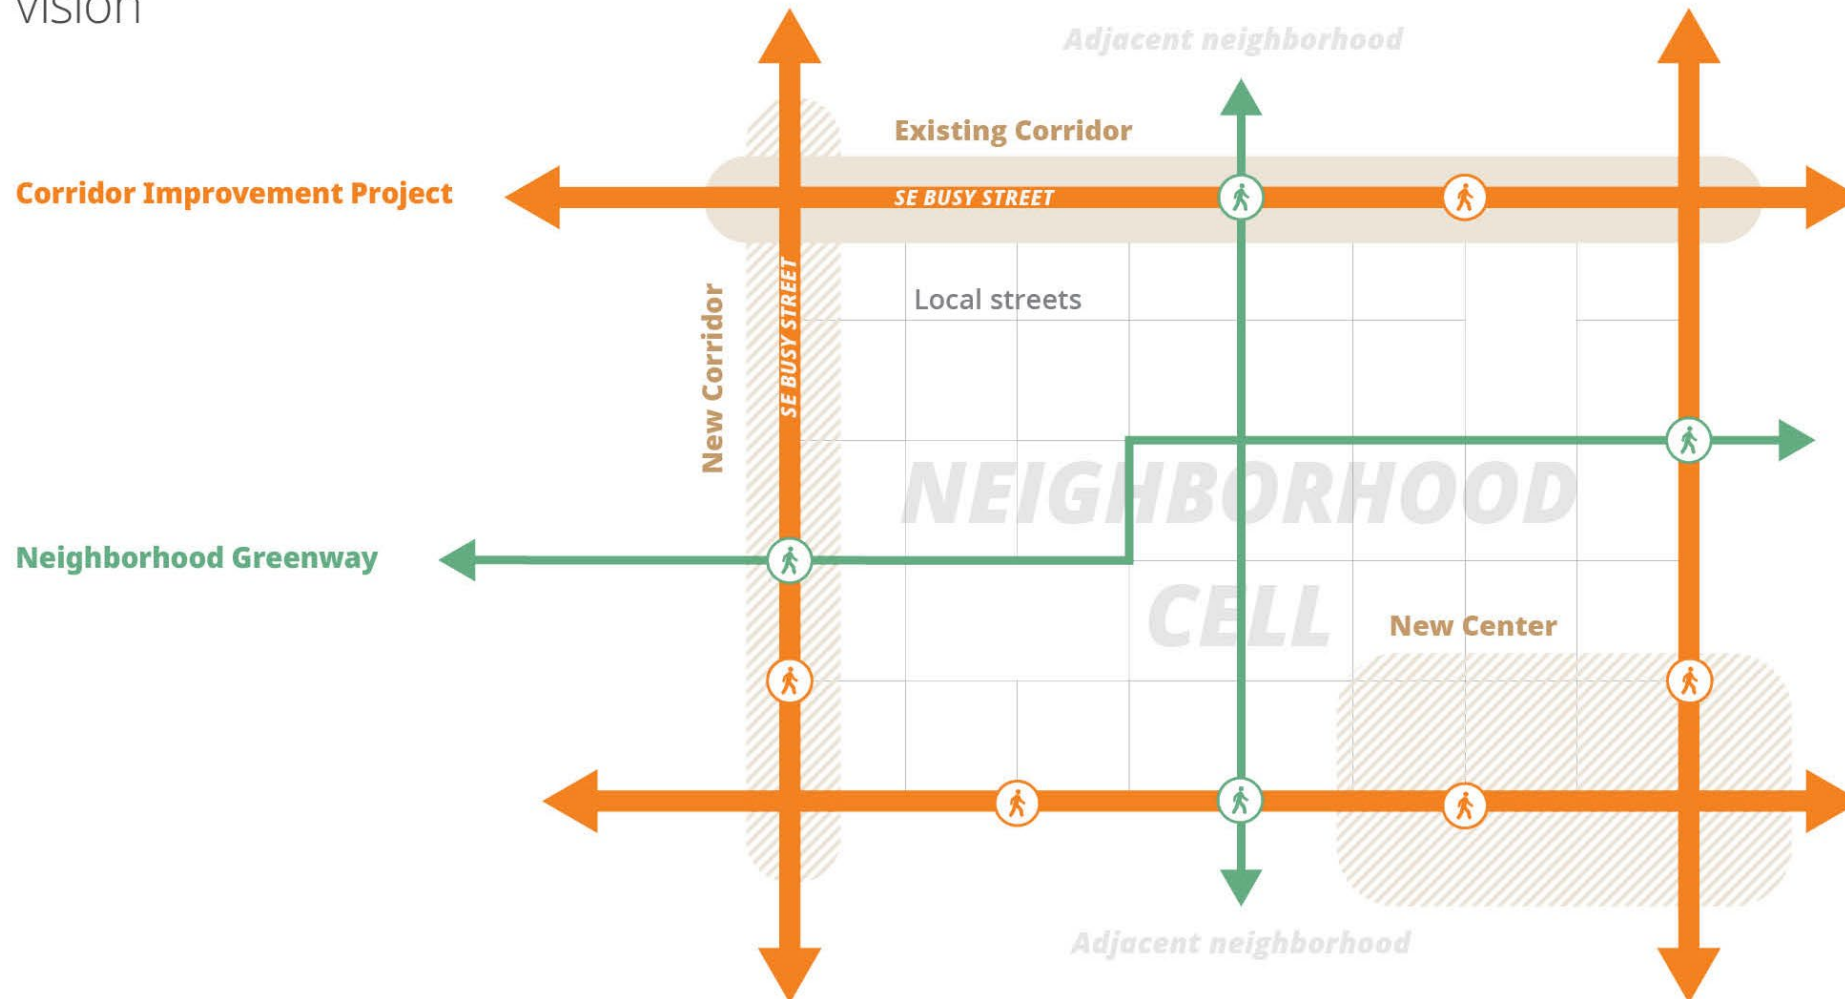 vision
Adjacent neighborhood
Existing Corridor
Corridor Improvement Project
SE BUSY STREET
Local streets
New Corridor
SE BUSY STREET
NEIGHBORHOOD
CELL
Neighborhood Greenway
New Center
Adjacent neighborhood